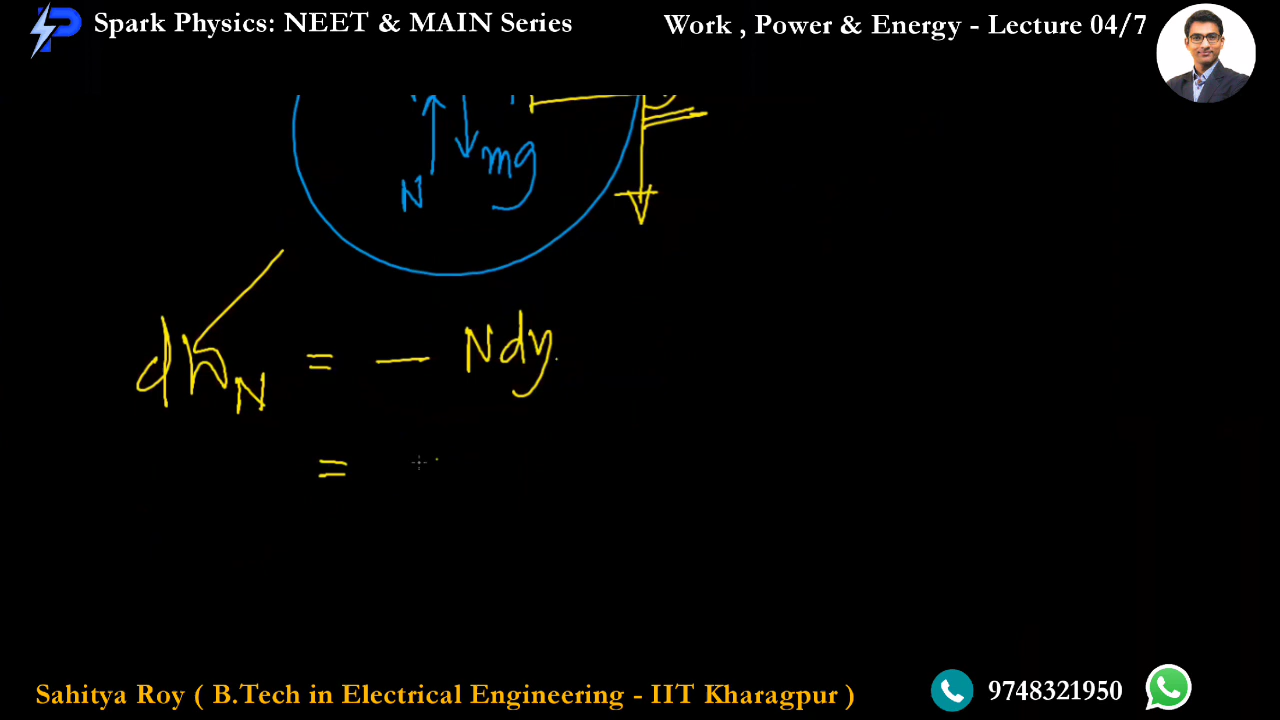 Spark Physics: NEET & MAIN Series
Work , Power & Energy - Lecture 04/7
mg
N
dW_N = - Ndy.
=
Sahitya Roy ( B.Tech in Electrical Engineering - IIT Kharagpur )
9748321950